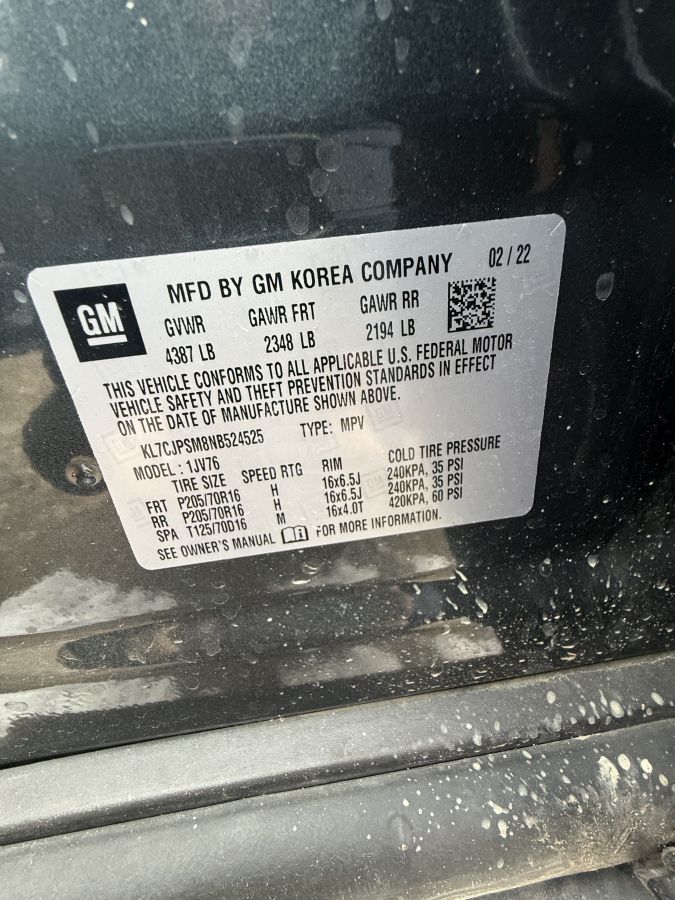 GM
MFD BY GM KOREA COMPANY 02 / 22
GVWR GAWR FRT GAWR RR
4387 LB 2348 LB 2194 LB
THIS VEHICLE CONFORMS TO ALL APPLICABLE U.S. FEDERAL MOTOR
VEHICLE SAFETY AND THEFT PREVENTION STANDARDS IN EFFECT
ON THE DATE OF MANUFACTURE SHOWN ABOVE.
KL7CJPSM8NB524525 TYPE: MPV
MODEL : 1JV76
TIRE SIZE SPEED RTG RIM COLD TIRE PRESSURE
FRT P205/70R16 H 16x6.5J 240KPA, 35 PSI
RR P205/70R16 H 16x6.5J 240KPA, 35 PSI
SPA T125/70D16 M 16x4.0T 420KPA, 60 PSI
SEE OWNER'S MANUAL FOR MORE INFORMATION.